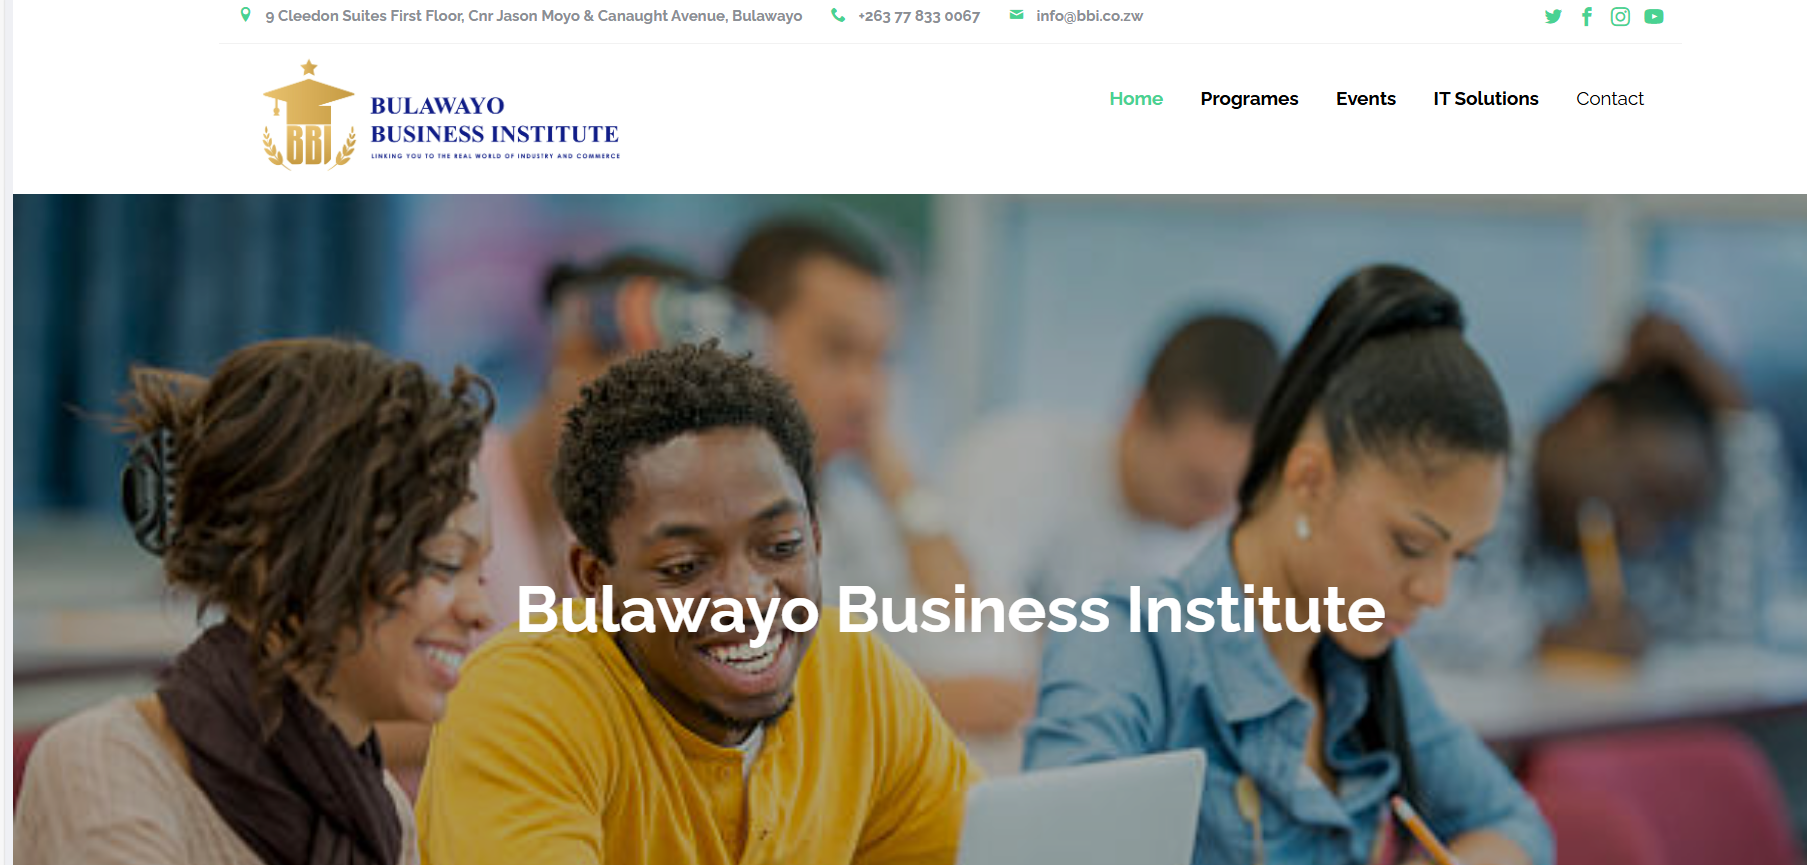 9 Cleedon Suites First Floor, Cnr Jason Moyo & Canaught Avenue, Bulawayo +263 77 833 0067 info@bbi.co.zw
BBI
BULAWAYO
BUSINESS INSTITUTE
LINKING YOU TO THE REAL WORLD OF INDUSTRY AND COMMERCE
Home Programes Events IT Solutions Contact
Bulawayo Business Institute